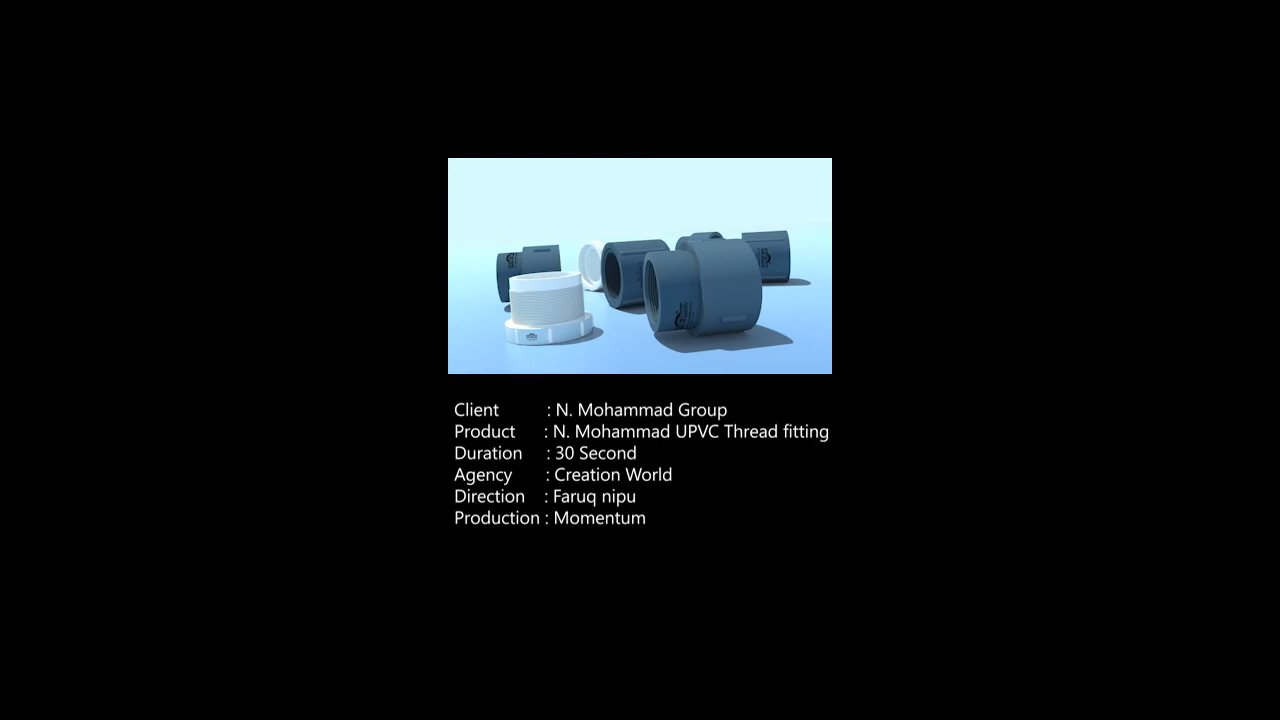 Client : N. Mohammad Group
Product : N. Mohammad UPVC Thread fitting
Duration : 30 Second
Agency : Creation World
Direction : Faruq nipu
Production : Momentum